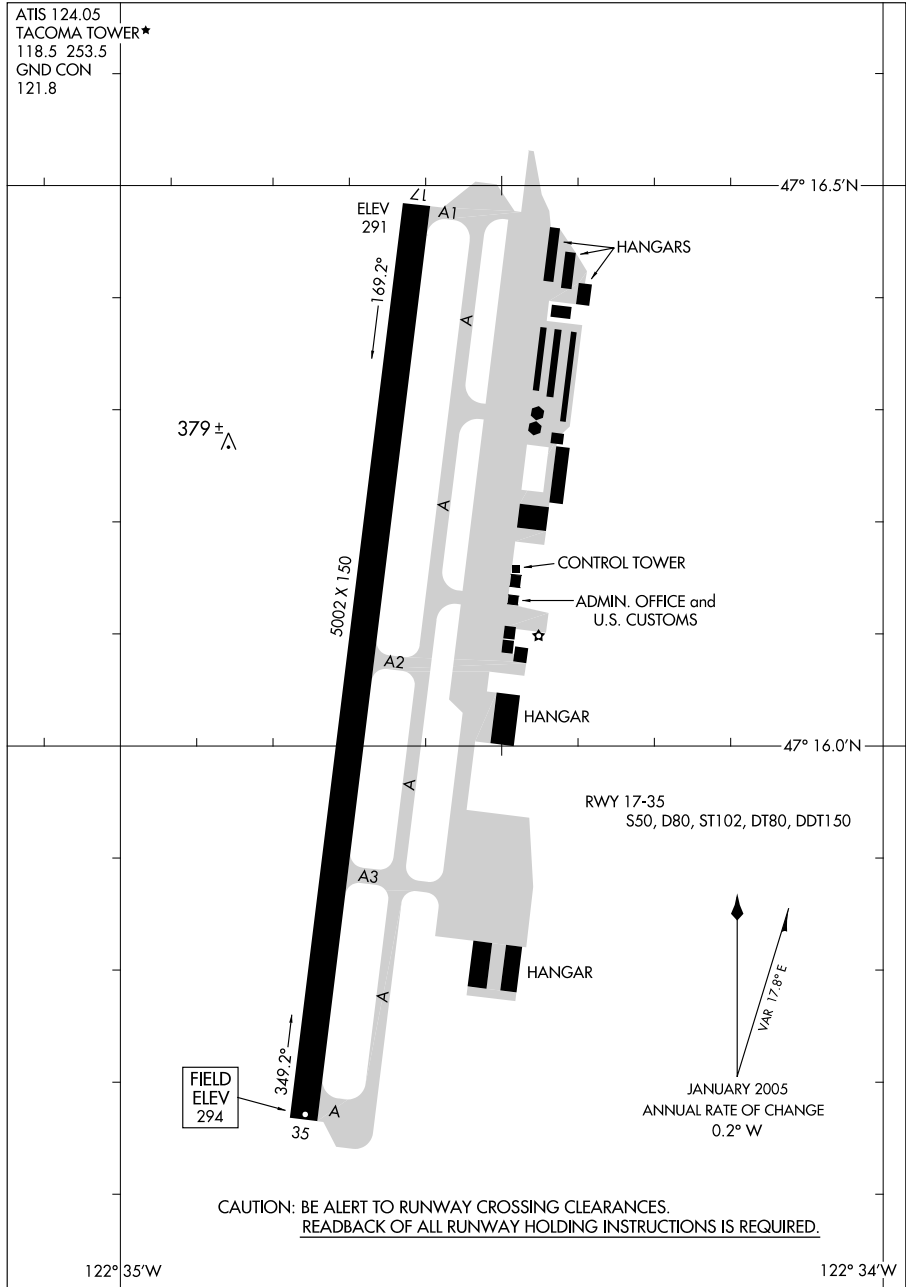 ATIS 124.05
TACOMA TOWER★
118.5 253.5
GND CON
121.8
47° 16.5'N
17
ELEV
291
A1
HANGARS
169.2°
A
379 ±
A
5002 X 150
CONTROL TOWER
ADMIN. OFFICE and
U.S. CUSTOMS
A2
HANGAR
47° 16.0'N
A
RWY 17-35
S50, D80, ST102, DT80, DDT150
A3
HANGAR
A
VAR 17.8° E
349.2°
FIELD
ELEV
294
A
35
JANUARY 2005
ANNUAL RATE OF CHANGE
0.2° W
CAUTION: BE ALERT TO RUNWAY CROSSING CLEARANCES.
READBACK OF ALL RUNWAY HOLDING INSTRUCTIONS IS REQUIRED.
122° 35'W
122° 34'W